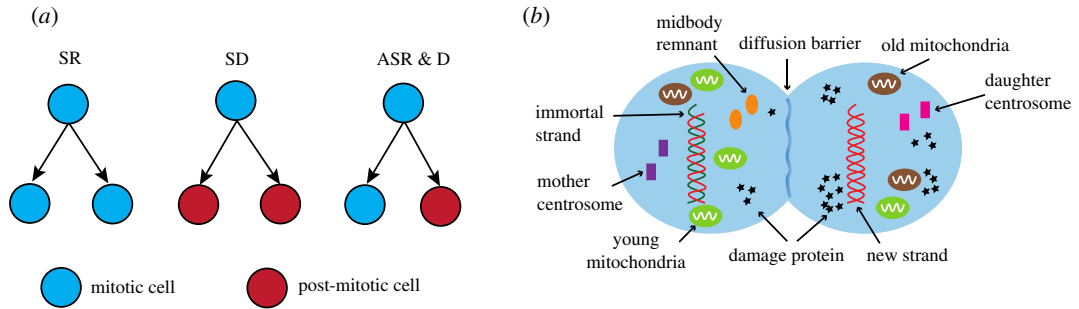 (a)
SR
SD
ASR & D
mitotic cell
post-mitotic cell
(b)
midbody
remnant
diffusion barrier
old mitochondria
daughter
centrosome
immortal
strand
mother
centrosome
young
mitochondria
damage protein
new strand